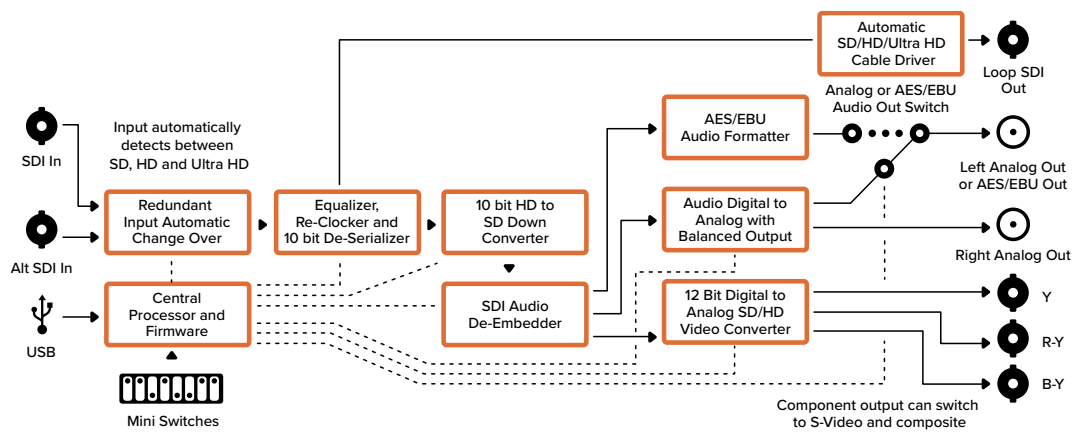 Automatic
SD/HD/Ultra HD
Cable Driver
Loop SDI
Out
Analog or AES/EBU
Audio Out Switch
SDI In
Input automatically
detects between
SD, HD and Ultra HD
AES/EBU
Audio Formatter
Left Analog Out
or AES/EBU Out
Alt SDI In
Redundant
Input Automatic
Change Over
Equalizer,
Re-Clocker and
10 bit De-Serializer
10 bit HD to
SD Down
Converter
Audio Digital to
Analog with
Balanced Output
Right Analog Out
USB
Central
Processor and
Firmware
SDI Audio
De-Embedder
12 Bit Digital to
Analog SD/HD
Video Converter
Y
R-Y
B-Y
Mini Switches
Component output can switch
to S-Video and composite